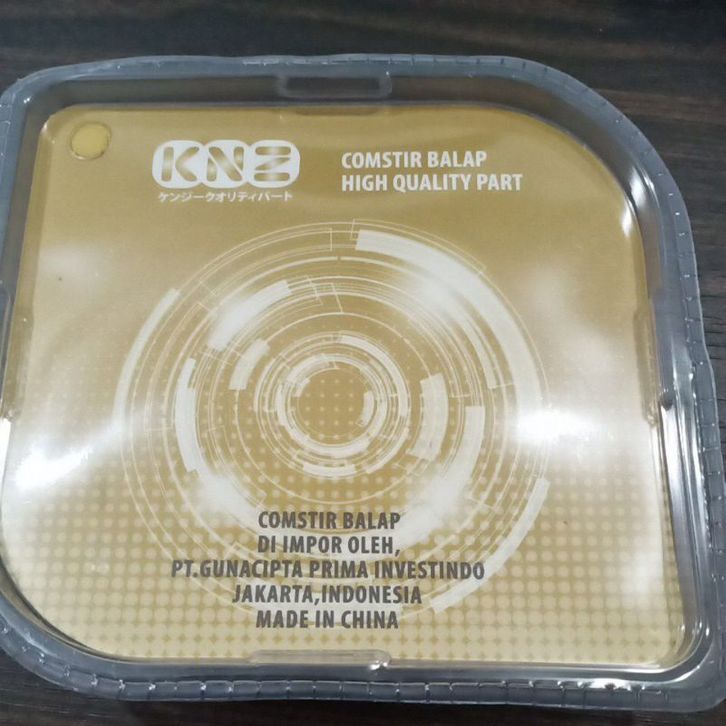 KNZ
ケンジークオリティパート
COMSTIR BALAP
HIGH QUALITY PART
COMSTIR BALAP
DI IMPOR OLEH,
PT.GUNACIPTA PRIMA INVESTINDO
JAKARTA,INDONESIA
MADE IN CHINA